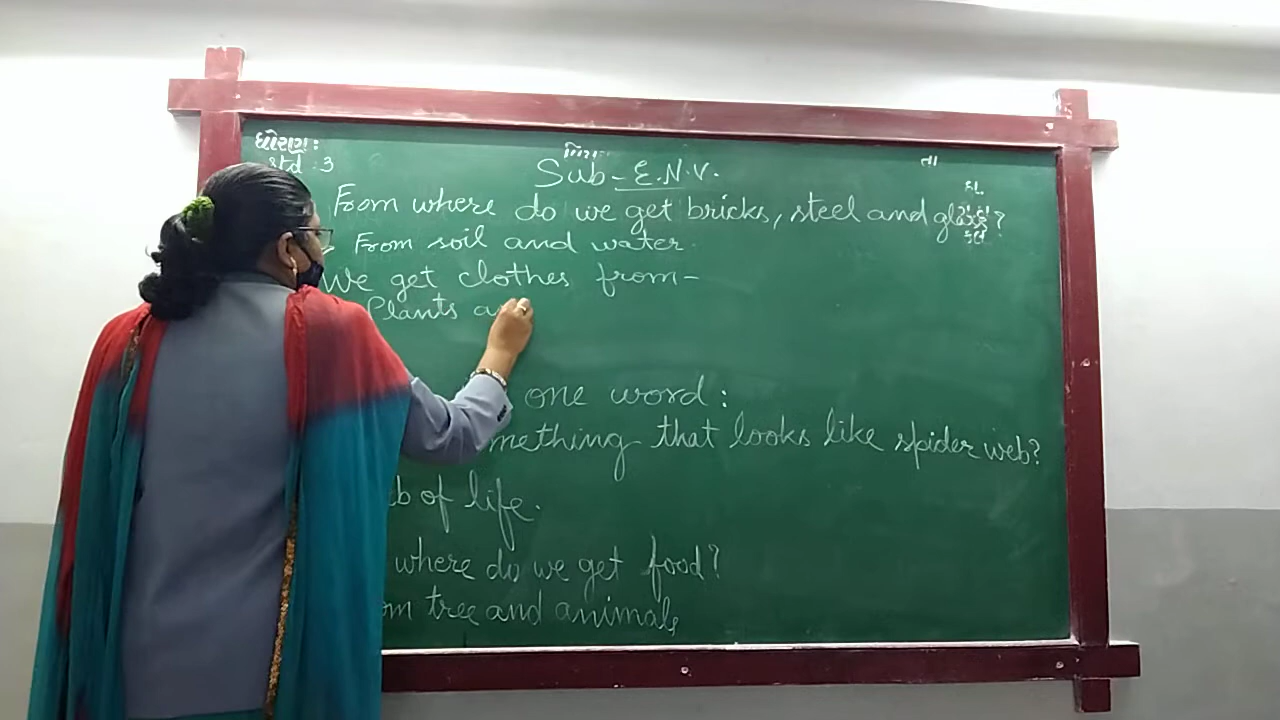 ધોરણ:
std : 3
તા
Sub - E.N.V.
From where do we get bricks, steel and glass?
From soil and water.
We get clothes from-
Plants a
one word:
mething that looks like spider web?
b of life.
where do we get food?
om tree and animals